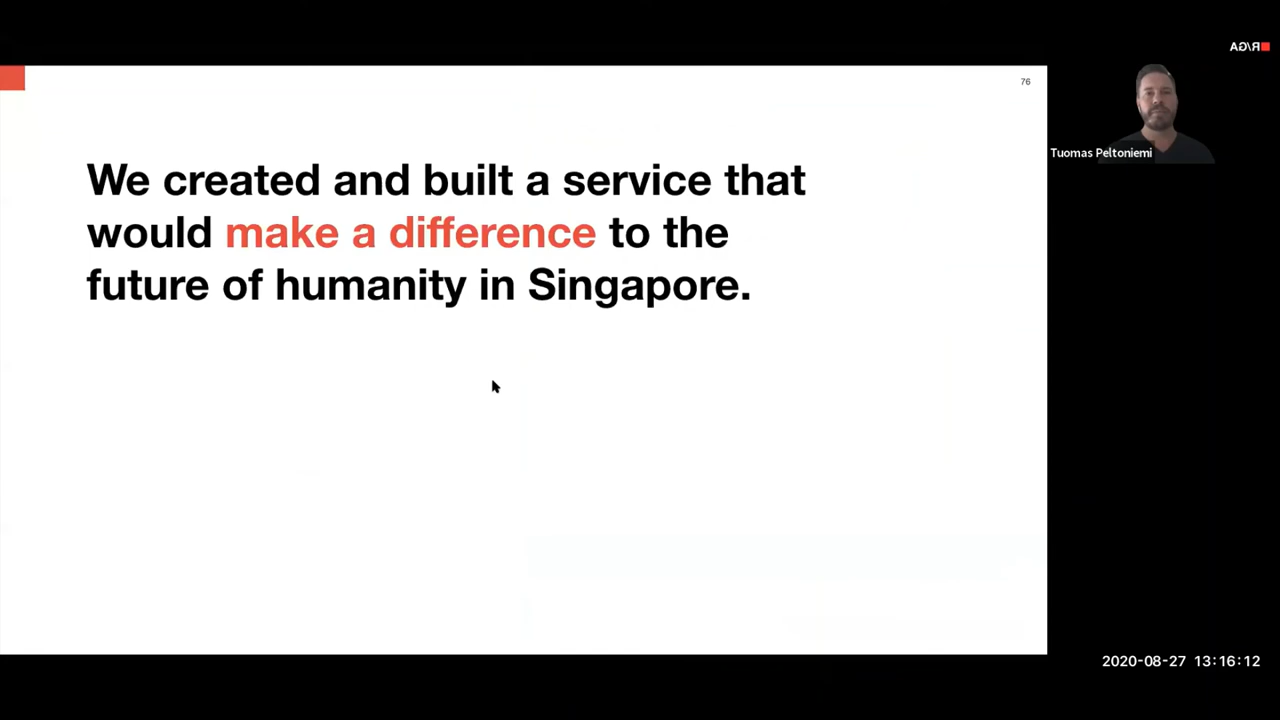 R/GA
76
We created and built a service that
would make a difference to the
future of humanity in Singapore.
Tuomas Peltoniemi
2020-08-27 13:16:12